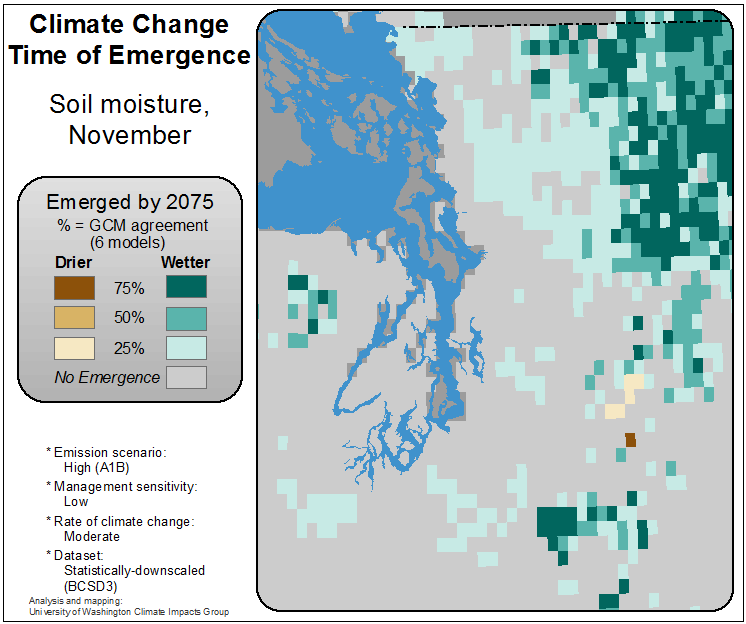 Climate Change
Time of Emergence
Soil moisture,
November
Emerged by 2075
% = GCM agreement
(6 models)
Drier Wetter
75%
50%
25%
No Emergence
* Emission scenario:
High (A1B)
* Management sensitivity:
Low
* Rate of climate change:
Moderate
* Dataset:
Statistically-downscaled
(BCSD3)
Analysis and mapping:
University of Washington Climate Impacts Group